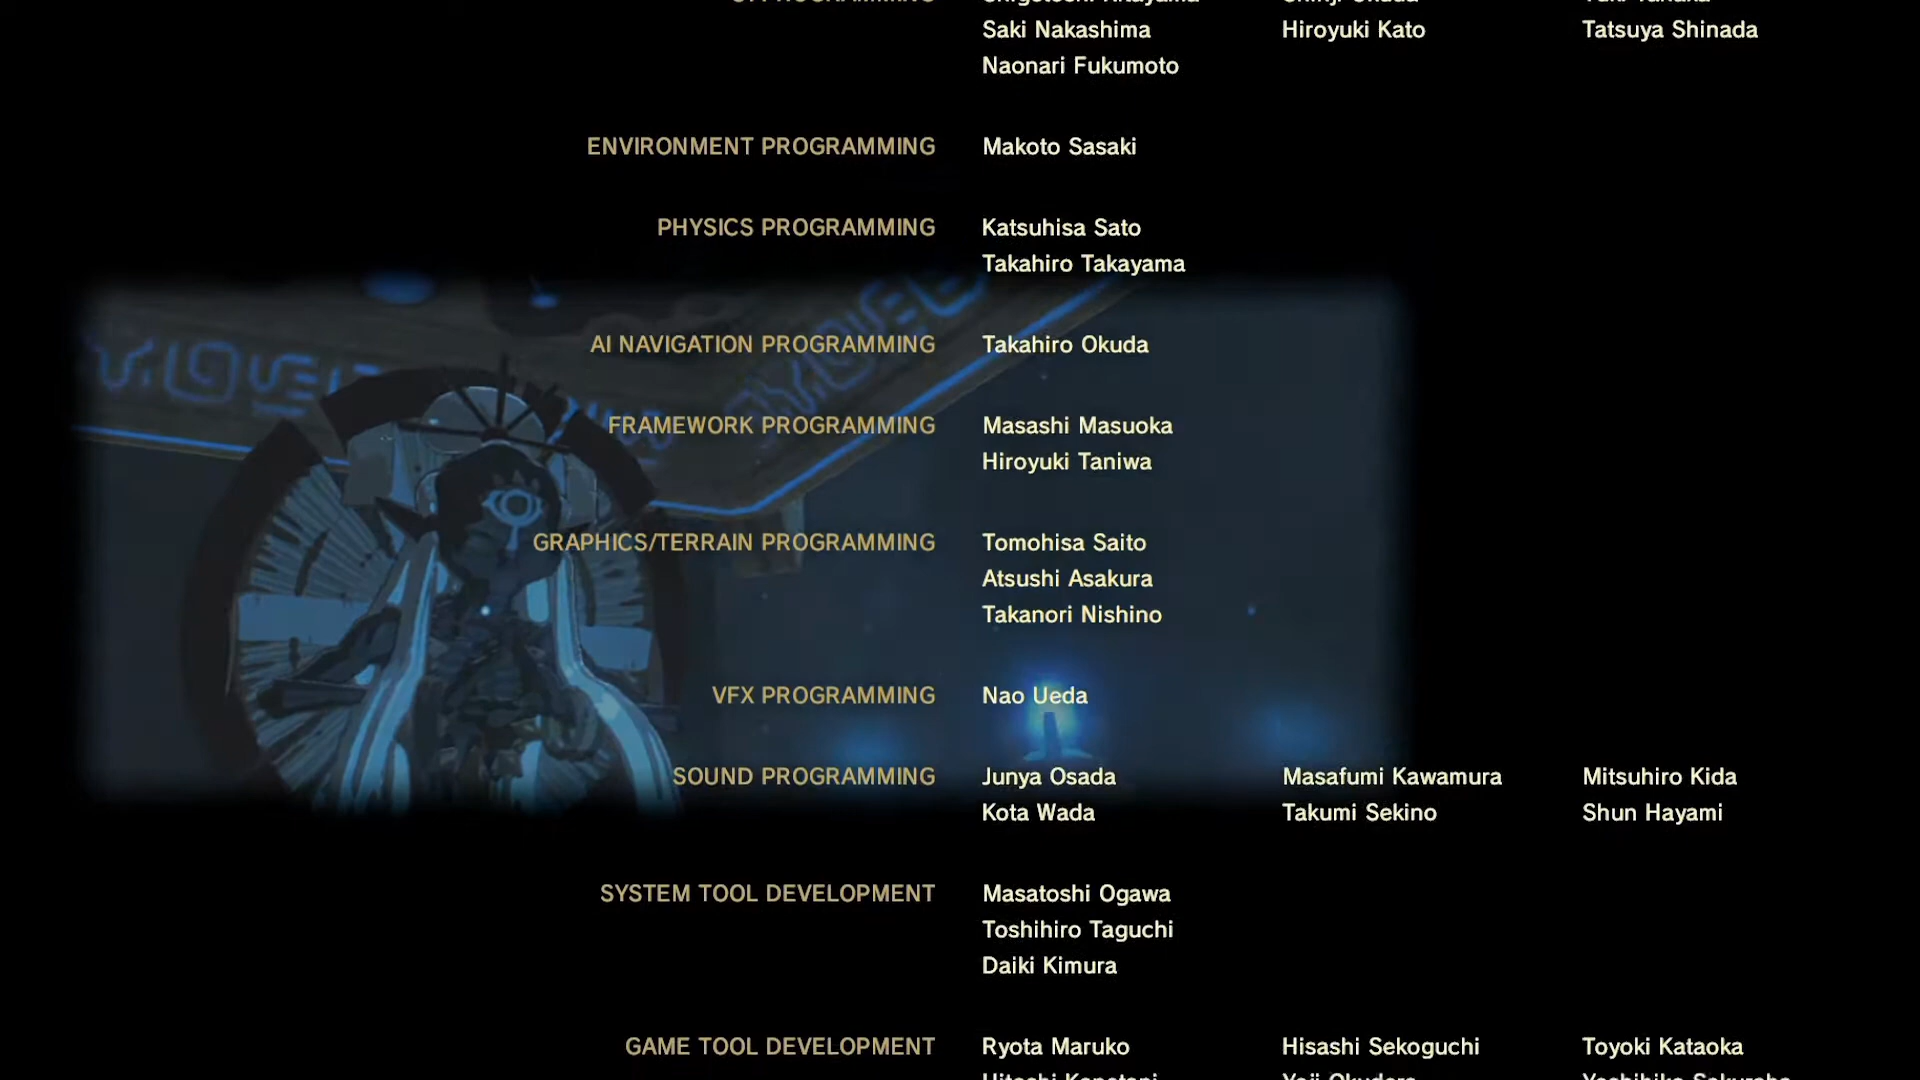 Saki Nakashima Hiroyuki Kato Tatsuya Shinada
Naonari Fukumoto
ENVIRONMENT PROGRAMMING Makoto Sasaki
PHYSICS PROGRAMMING Katsuhisa Sato
Takahiro Takayama
AI NAVIGATION PROGRAMMING Takahiro Okuda
FRAMEWORK PROGRAMMING Masashi Masuoka
Hiroyuki Taniwa
GRAPHICS/TERRAIN PROGRAMMING Tomohisa Saito
Atsushi Asakura
Takanori Nishino
VFX PROGRAMMING Nao Ueda
SOUND PROGRAMMING Junya Osada Masafumi Kawamura Mitsuhiro Kida
Kota Wada Takumi Sekino Shun Hayami
SYSTEM TOOL DEVELOPMENT Masatoshi Ogawa
Toshihiro Taguchi
Daiki Kimura
GAME TOOL DEVELOPMENT Ryota Maruko Hisashi Sekoguchi Toyoki Kataoka